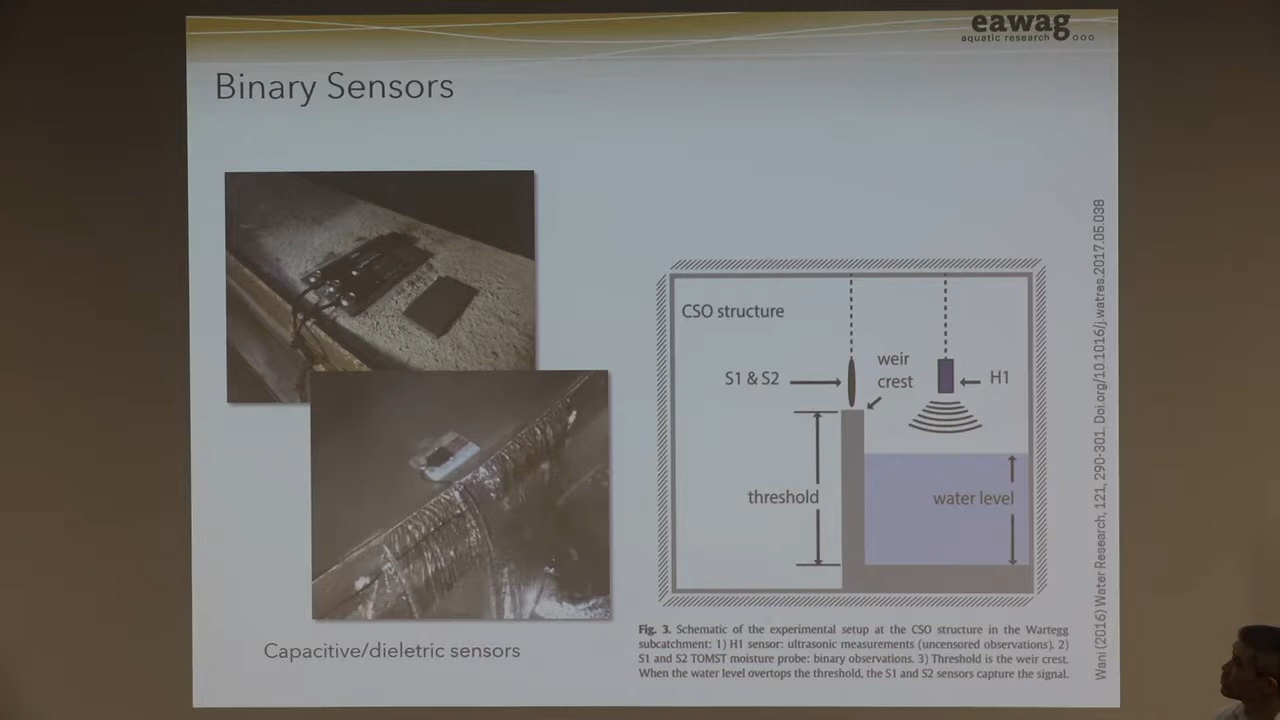 eawag
aquatic research
Binary Sensors
CSO structure
S1 & S2
weir
crest
H1
threshold
water level
Capacitive/dieletric sensors
Fig. 3. Schematic of the experimental setup at the CSO structure in the Wartegg
subcatchment: 1) H1 sensor: ultrasonic measurements (uncensored observations). 2)
S1 and S2 TOMST moisture probe: binary observations. 3) Threshold is the weir crest.
When the water level overtops the threshold, the S1 and S2 sensors capture the signal.
Wani (2016) Water Research, 121, 290-301. Doi.org/10.1016/j.watres.2017.05.038